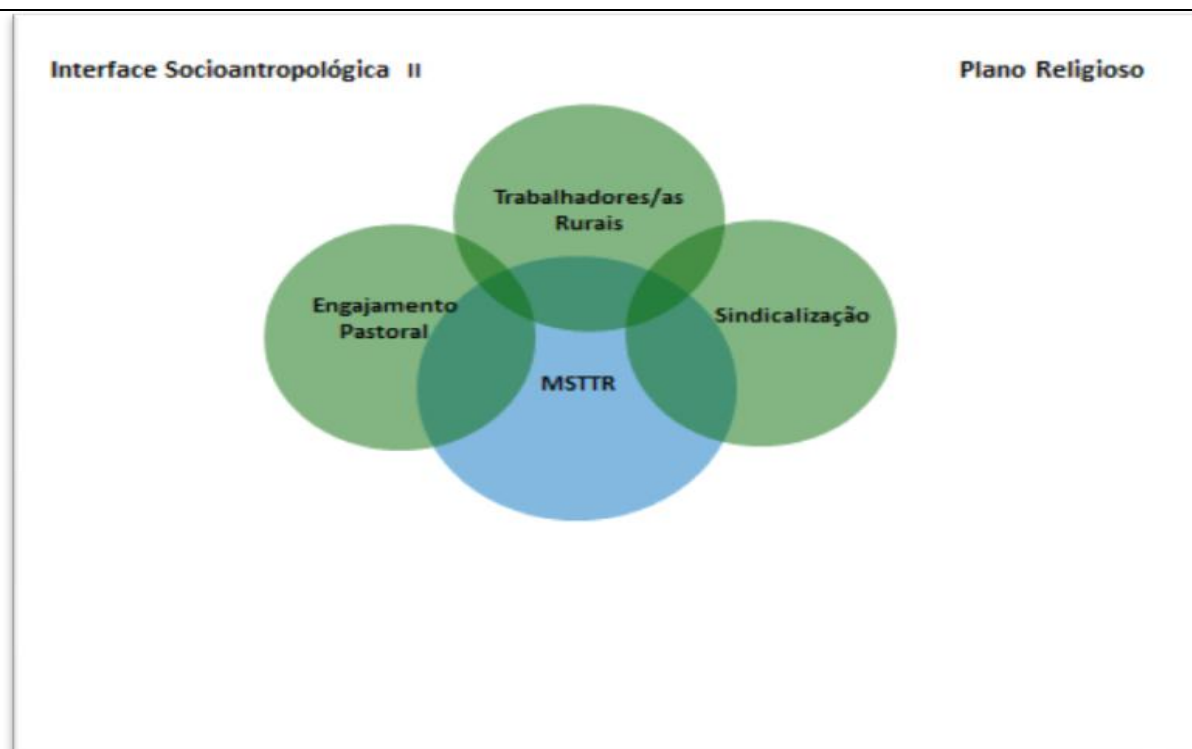 Interface Socioantropológica II
Plano Religioso
Trabalhadores/as
Rurais
Engajamento
Pastoral
Sindicalização
MSTTR